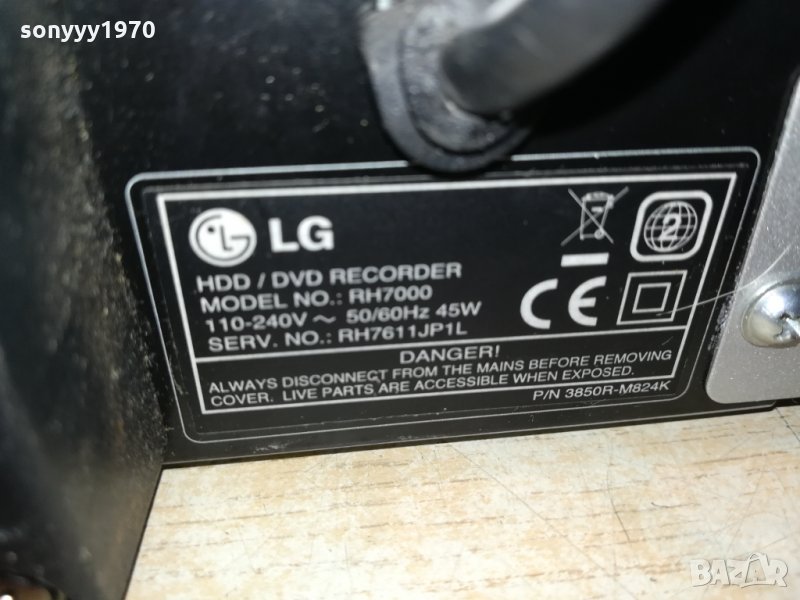 sonyyy1970
LG
2
HDD / DVD RECORDER
MODEL NO.: RH7000
110-240V ~ 50/60Hz 45W
SERV. NO.: RH7611JP1L
CE
DANGER!
ALWAYS DISCONNECT FROM THE MAINS BEFORE REMOVING
COVER. LIVE PARTS ARE ACCESSIBLE WHEN EXPOSED.
P/N 3850R-M824K
BAZAR